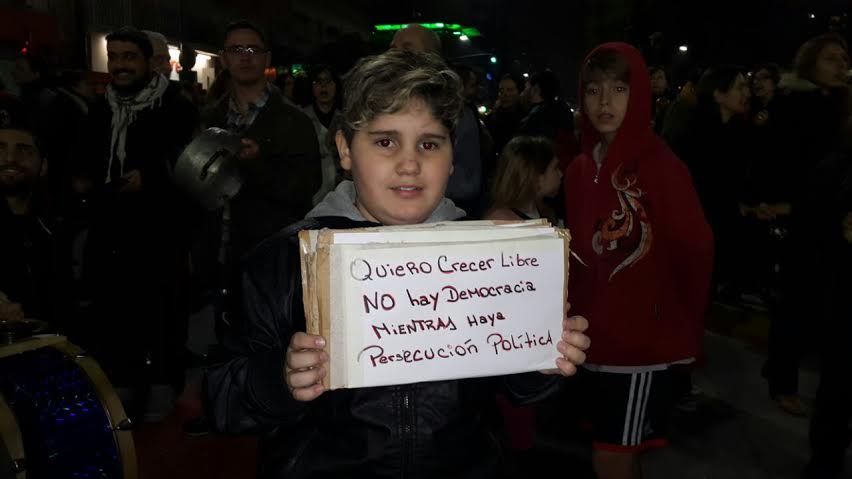 QuieRO Crecer Libre
NO hay DeMocracia
MieNTRAS Haya
PersecucióN Política